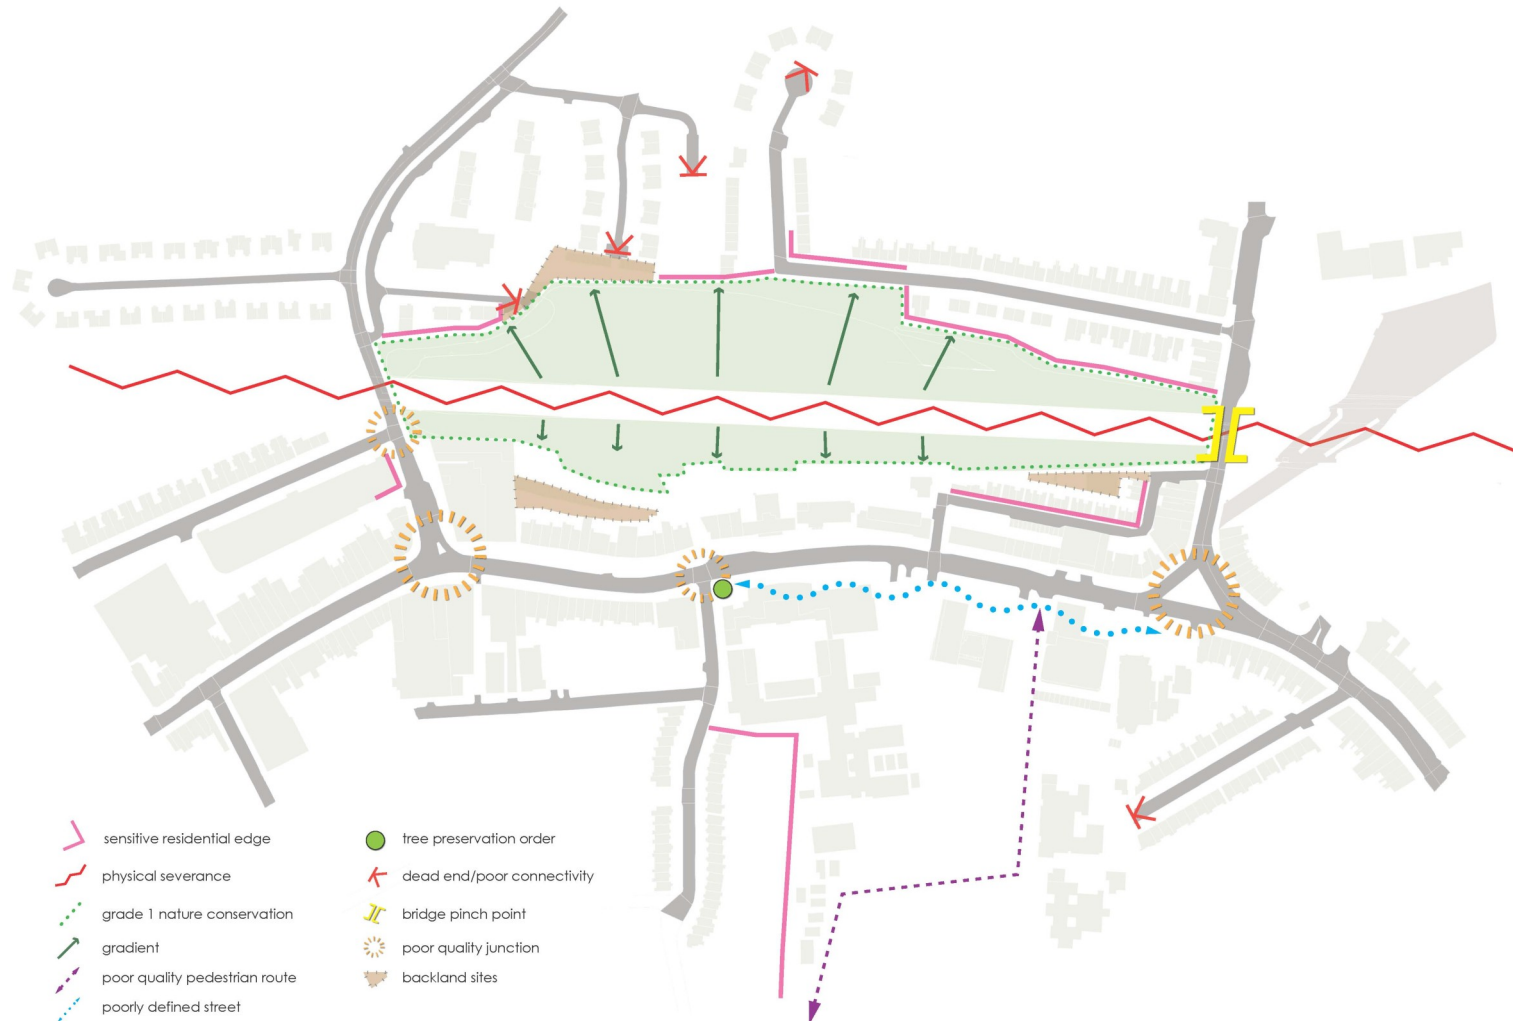 sensitive residential edge
physical severance
grade 1 nature conservation
gradient
poor quality pedestrian route
poorly defined street
tree preservation order
dead end/poor connectivity
bridge pinch point
poor quality junction
backland sites